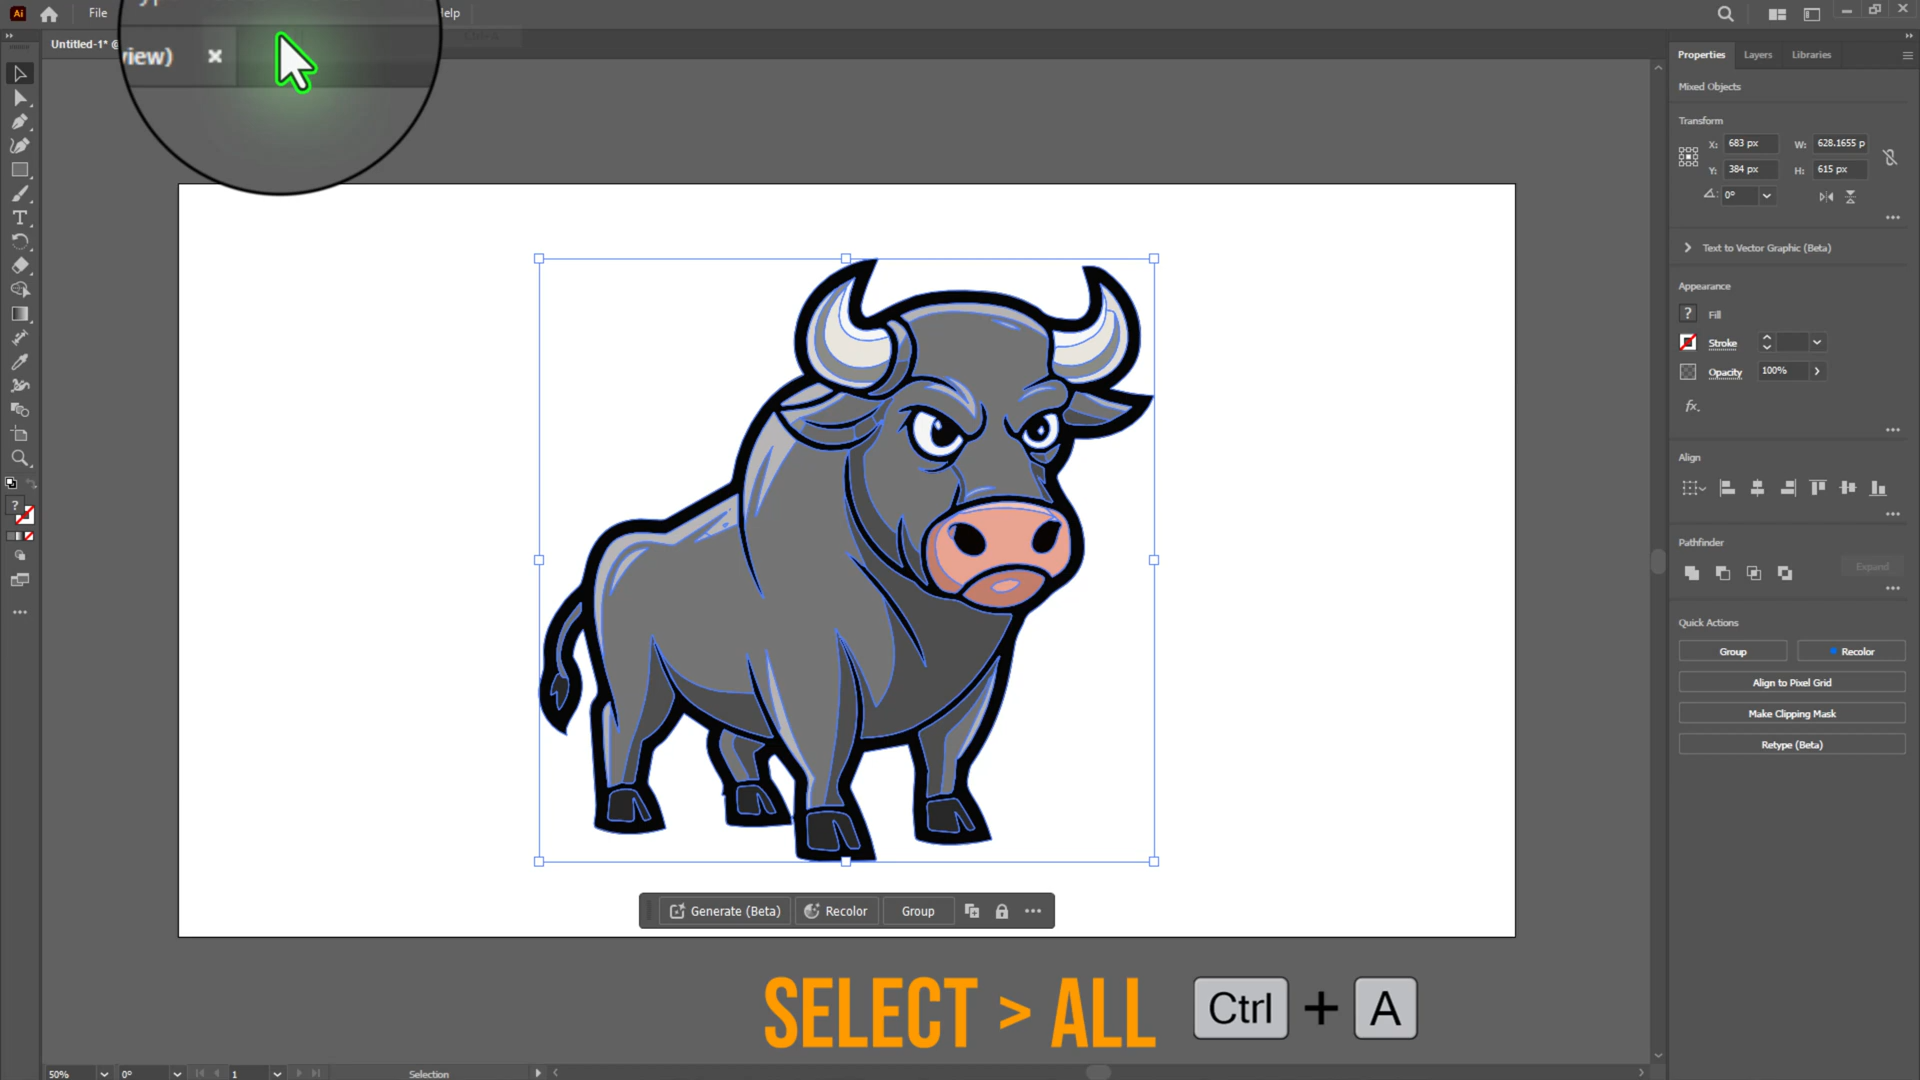 Ai
File
elp
Untitled-1* @
view)
Properties
Layers
Libraries
Mixed Objects
Transform
X: 683 px W: 628.1655 p
Y: 384 px H: 615 px
0°
Text to Vector Graphic (Beta)
Appearance
? Fill
Stroke
Opacity 100%
fx.
Align
Pathfinder
Expand
Quick Actions
Group
Recolor
Align to Pixel Grid
Make Clipping Mask
Retype (Beta)
?
Generate (Beta)
Recolor
Group
SELECT > ALL Ctrl + A
50%
0°
1
Selection